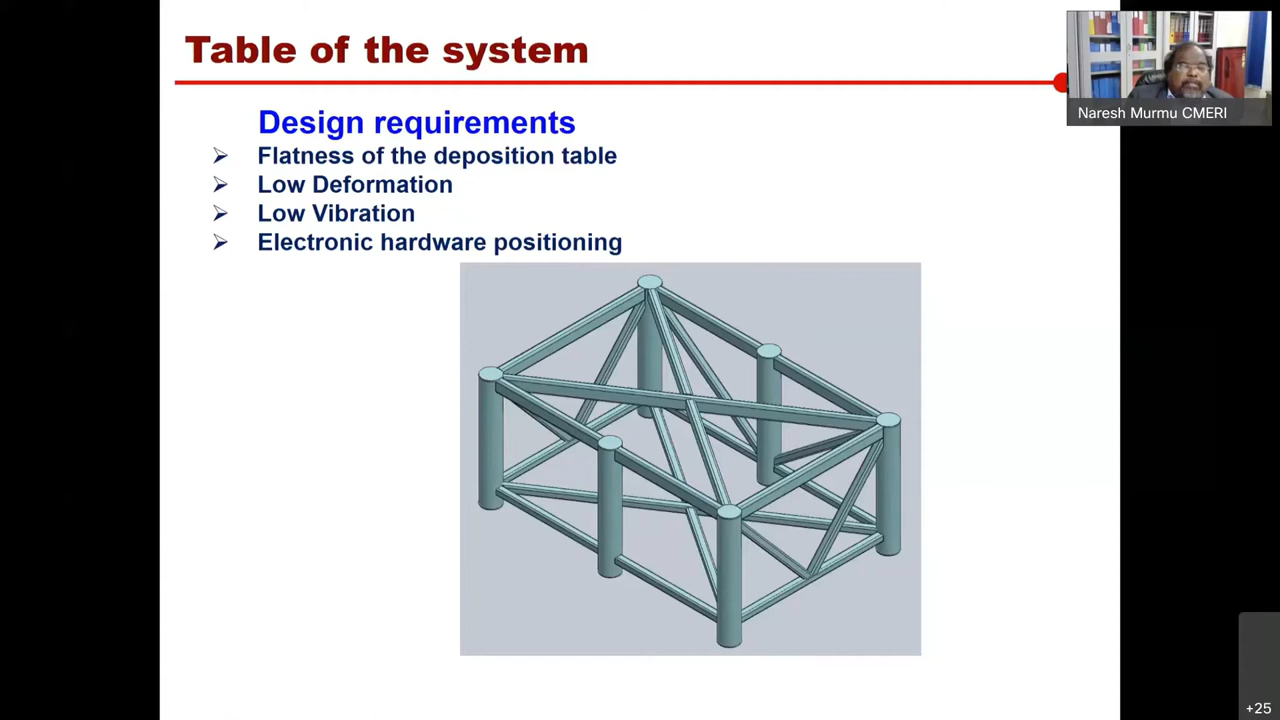 Table of the system
Naresh Murmu CMERI
Design requirements
➢ Flatness of the deposition table
➢ Low Deformation
➢ Low Vibration
➢ Electronic hardware positioning
+25